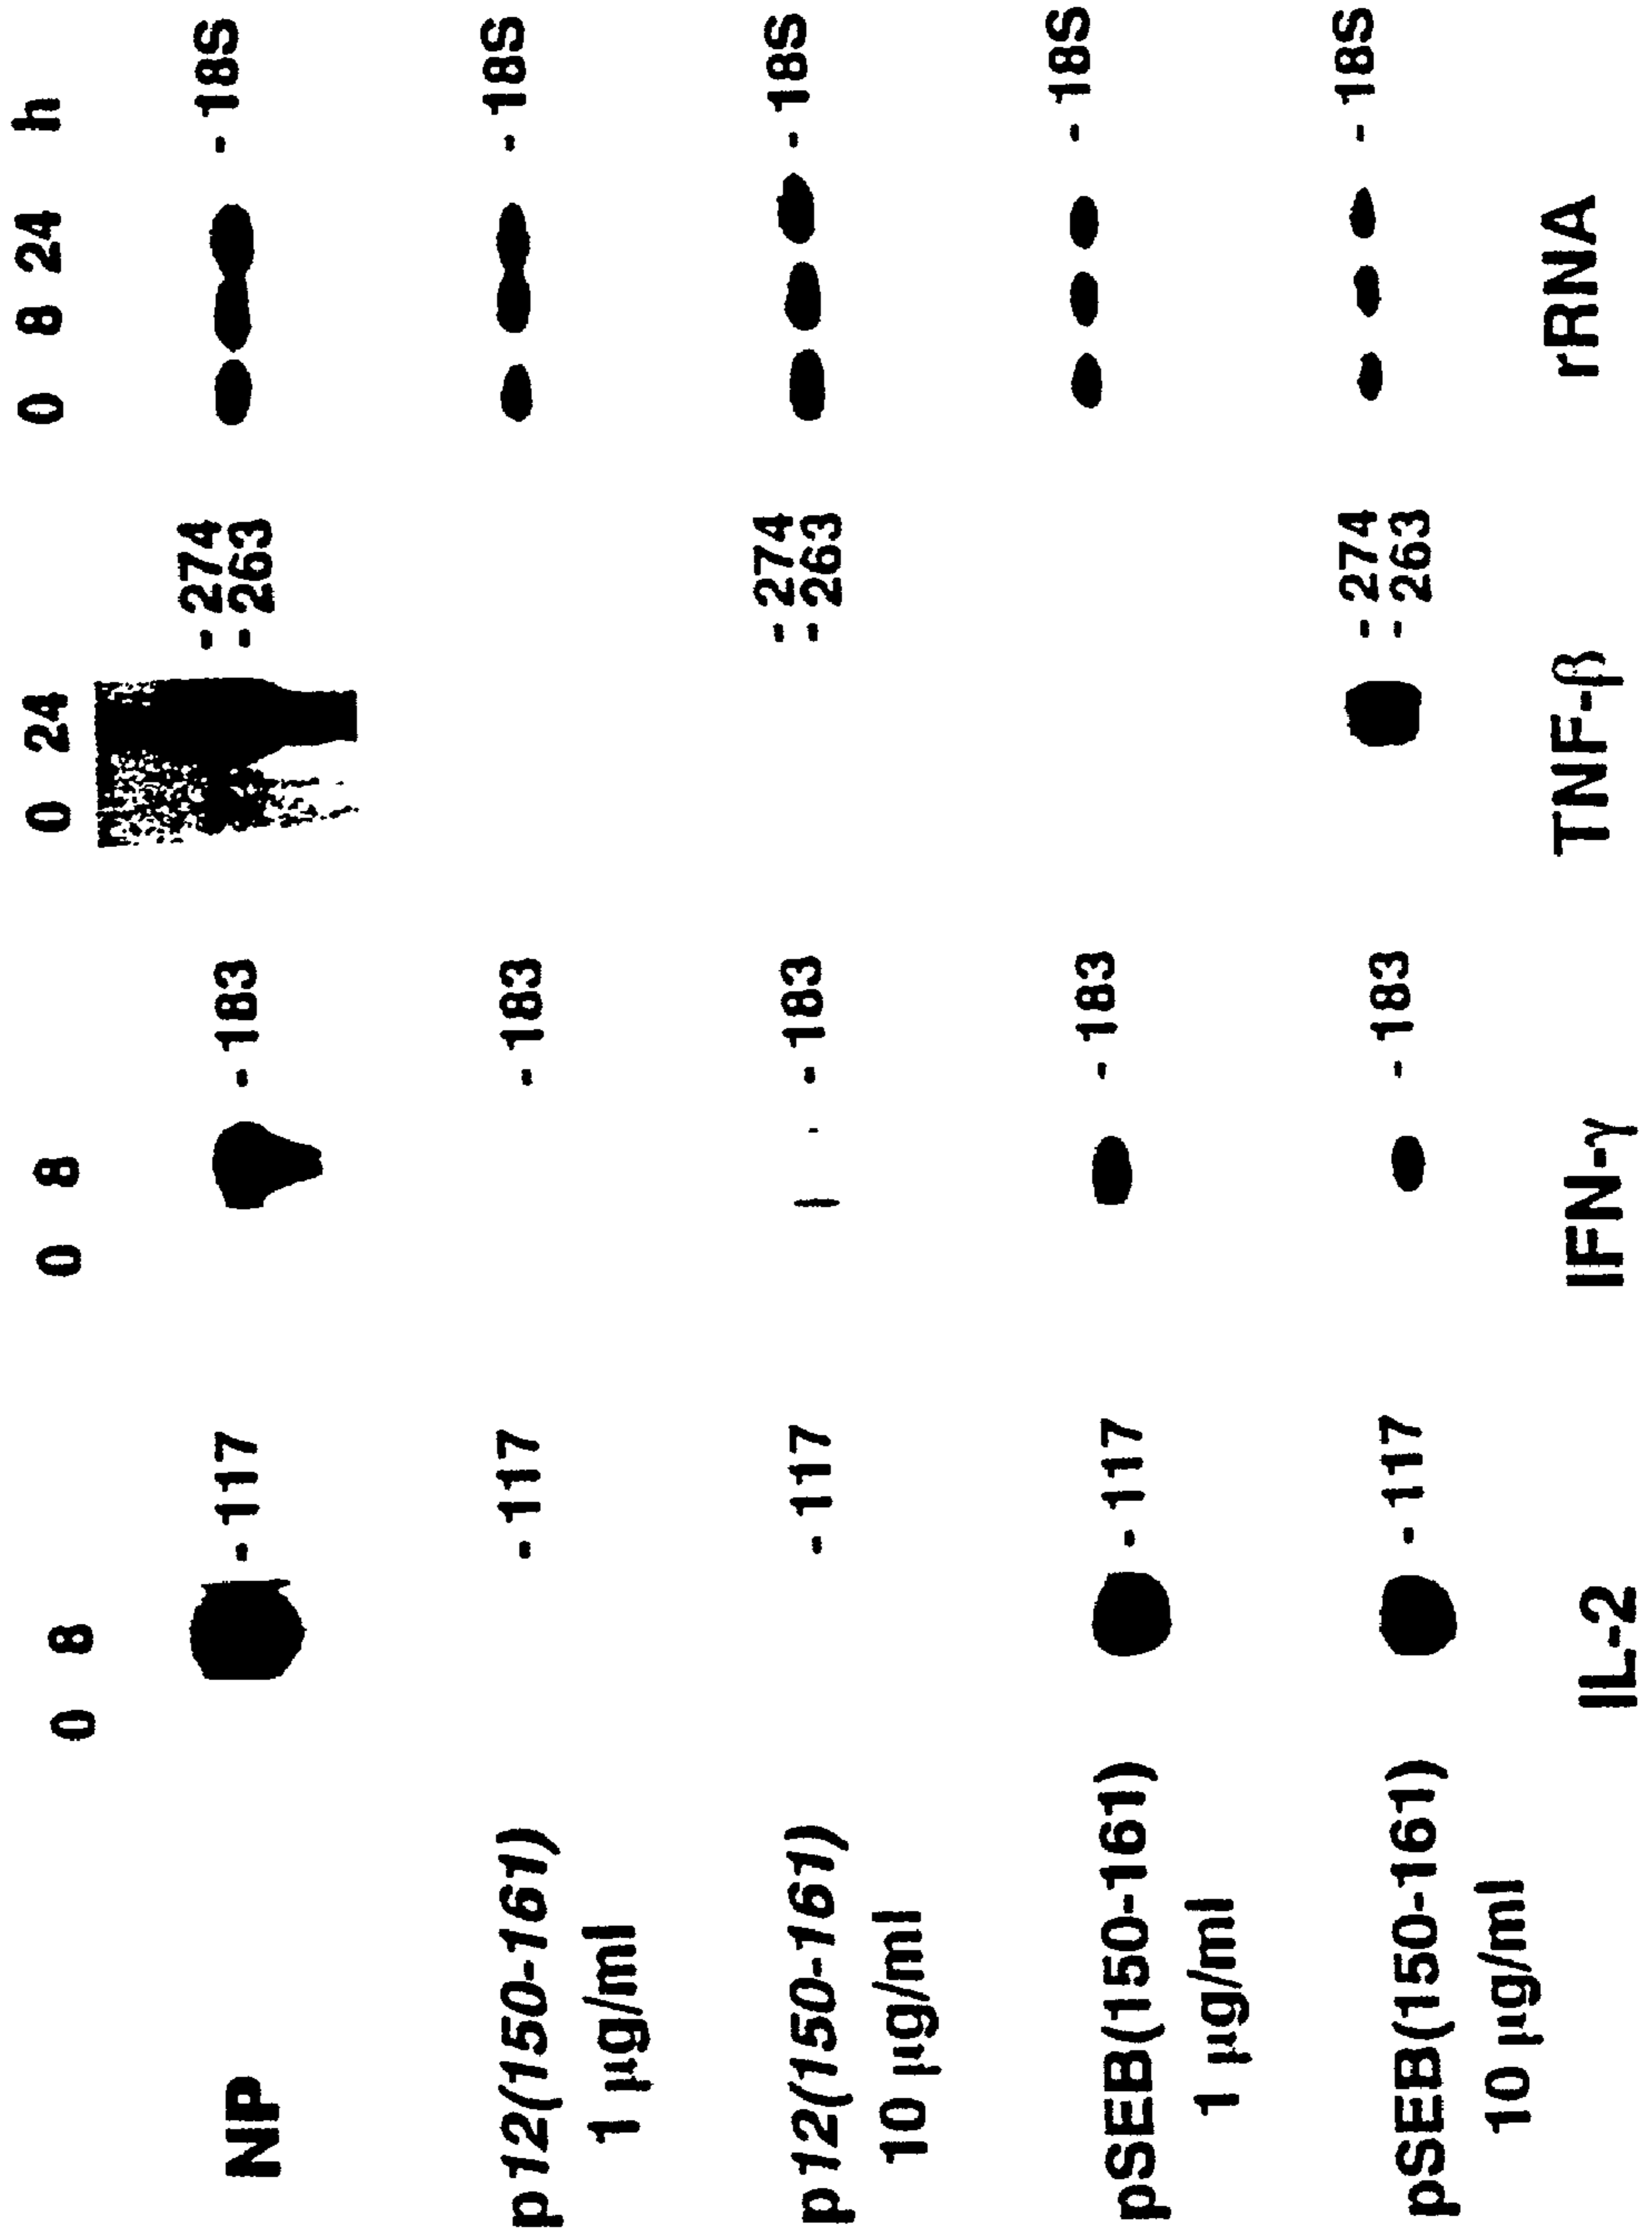 0 8 0 8 0 24 0 8 24 h
NP - 117 - 183 - 274 - 18S
- 263
p12(150-161) - 117 - 183 - 18S
1 µg/ml
p12(150-161) - 117 - 183 - 274 - 18S
- 263
10 µg/ml
pSEB(150-161) - 117 - 183 - 18S
1 µg/ml
pSEB(150-161) - 117 - 183 - 274 - 18S
- 263
10 µg/ml
IL-2 IFN-γ TNF-β rRNA